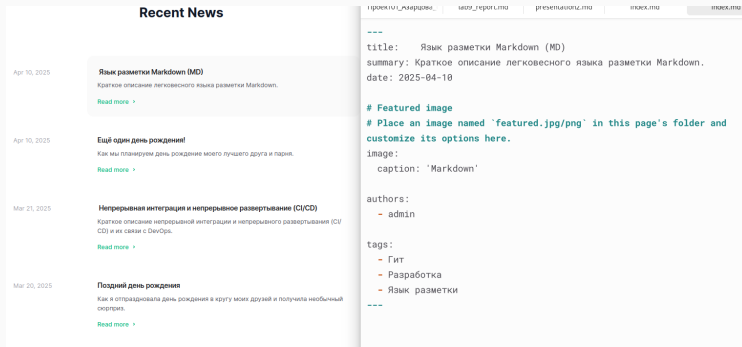 Recent News
Apr 10, 2025
Язык разметки Markdown (MD)
Краткое описание легковесного языка разметки Markdown.
Read more ›
Apr 10, 2025
Ещё один день рождения!
Как мы планируем день рождение моего лучшего друга и парня.
Read more ›
Mar 21, 2025
Непрерывная интеграция и непрерывное развертывание (CI/CD)
Краткое описание непрерывной интеграции и непрерывного развертывания (CI/
CD) и их связи с DevOps.
Read more ›
Mar 20, 2025
Поздний день рождения
Как я отпраздновала день рождения в кругу моих друзей и получила необычный
сюрприз.
Read more ›
lab9_report.md presentation2.md index.md index.md
---
title: Язык разметки Markdown (MD)
summary: Краткое описание легковесного языка разметки Markdown.
date: 2025-04-10
# Featured image
# Place an image named `featured.jpg/png` in this page's folder and
customize its options here.
image:
caption: 'Markdown'
authors:
- admin
tags:
- Гит
- Разработка
- Язык разметки
---